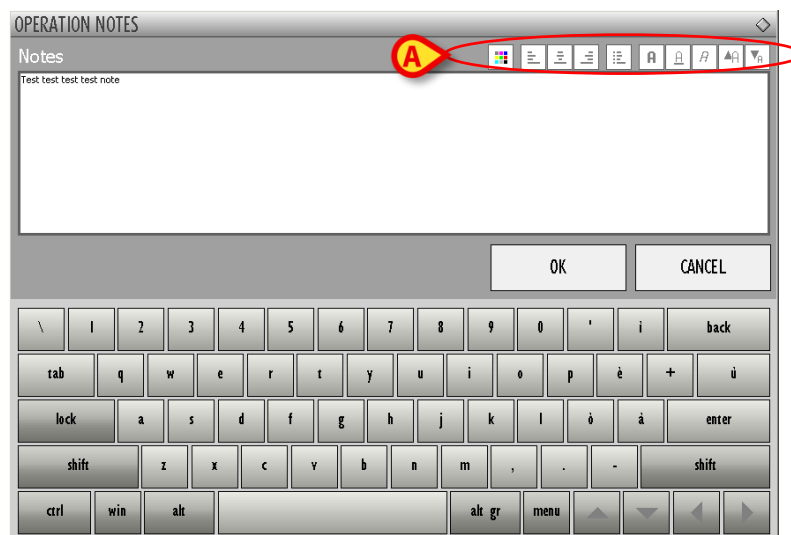 OPERATION NOTES
Notes
A
A A A A A
Test test test test note
OK CANCEL
\ 1 2 3 4 5 6 7 8 9 0 ' i back
tab q w e r t y u i o p è + ù
lock a s d f g h j k l ò à enter
shift z x c v b n m , . - shift
ctrl win alt alt gr menu